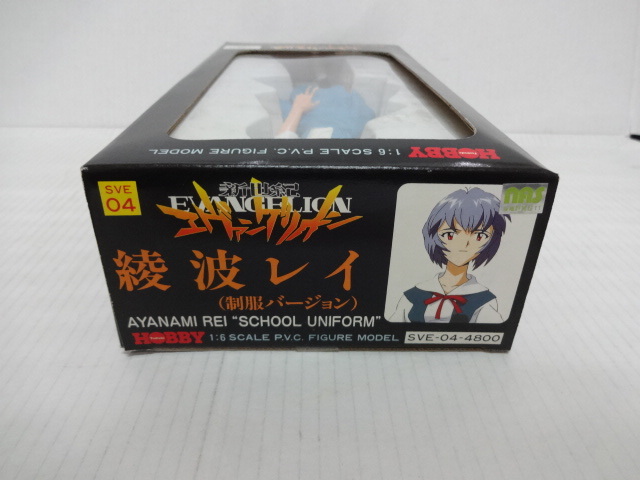 HOBBY 1:6 SCALE P.V.C. FIGURE MODEL
SVE
04
新世紀
EVANGELION
エヴァンゲリオン
綾波レイ
(制服バージョン)
AYANAMI REI "SCHOOL UNIFORM"
HOBBY 1:6 SCALE P.V.C. FIGURE MODEL
SVE-04-4800
nas